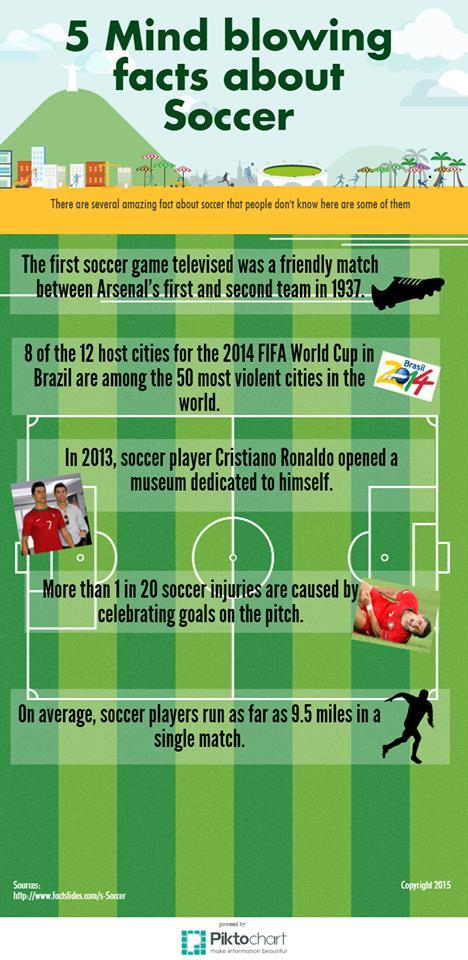 5 Mind blowing
facts about
Soccer
There are several amazing fact about soccer that people don't know here are some of them
The first soccer game televised was a friendly match
between Arsenal's first and second team in 1937.
8 of the 12 host cities for the 2014 FIFA World Cup in
Brazil are among the 50 most violent cities in the
world.
Brasil
2014
In 2013, soccer player Cristiano Ronaldo opened a
museum dedicated to himself.
7
More than 1 in 20 soccer injuries are caused by
celebrating goals on the pitch.
On average, soccer players run as far as 9.5 miles in a
single match.
Sources:
http://www.factslides.com/s-Soccer
Copyright 2015
powered by
Piktochart
make information beautiful